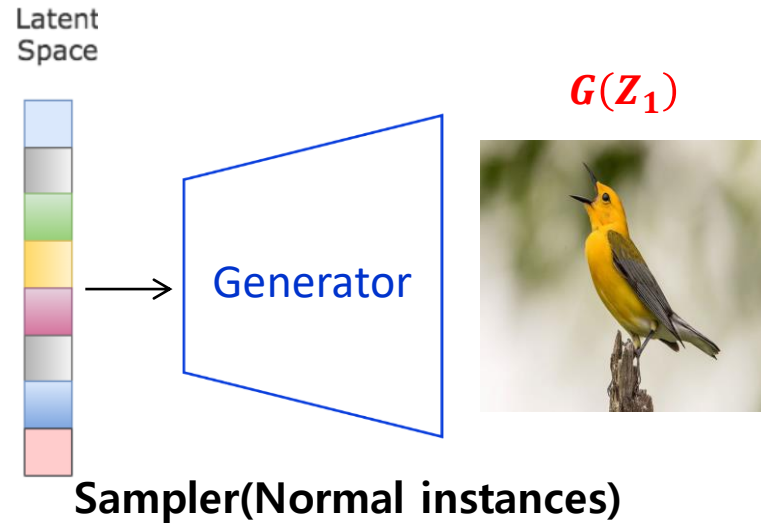 Latent
Space
G(Z₁)
Generator
Sampler(Normal instances)